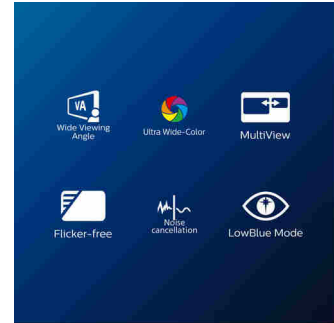 VA
Wide Viewing
Angle
Ultra Wide-Color
MultiView
Flicker-free
Noise
cancellation
LowBlue Mode